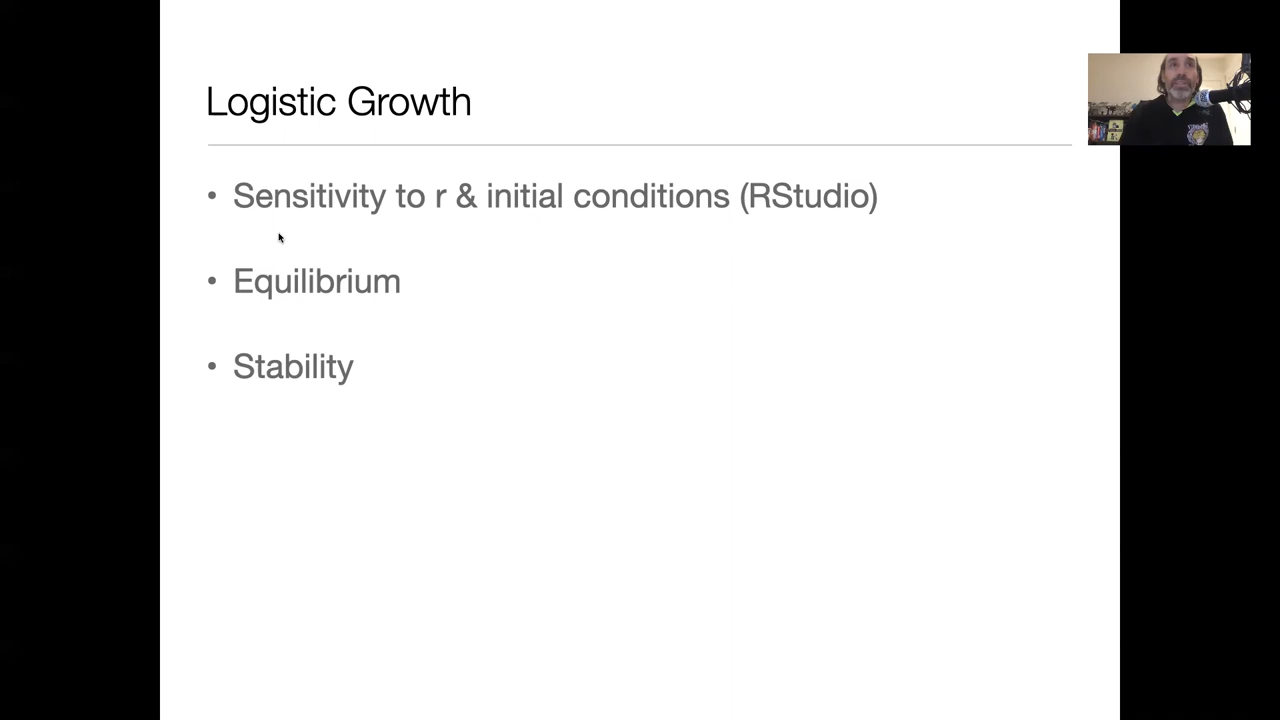 Logistic Growth
• Sensitivity to r & initial conditions (RStudio)
• Equilibrium
• Stability